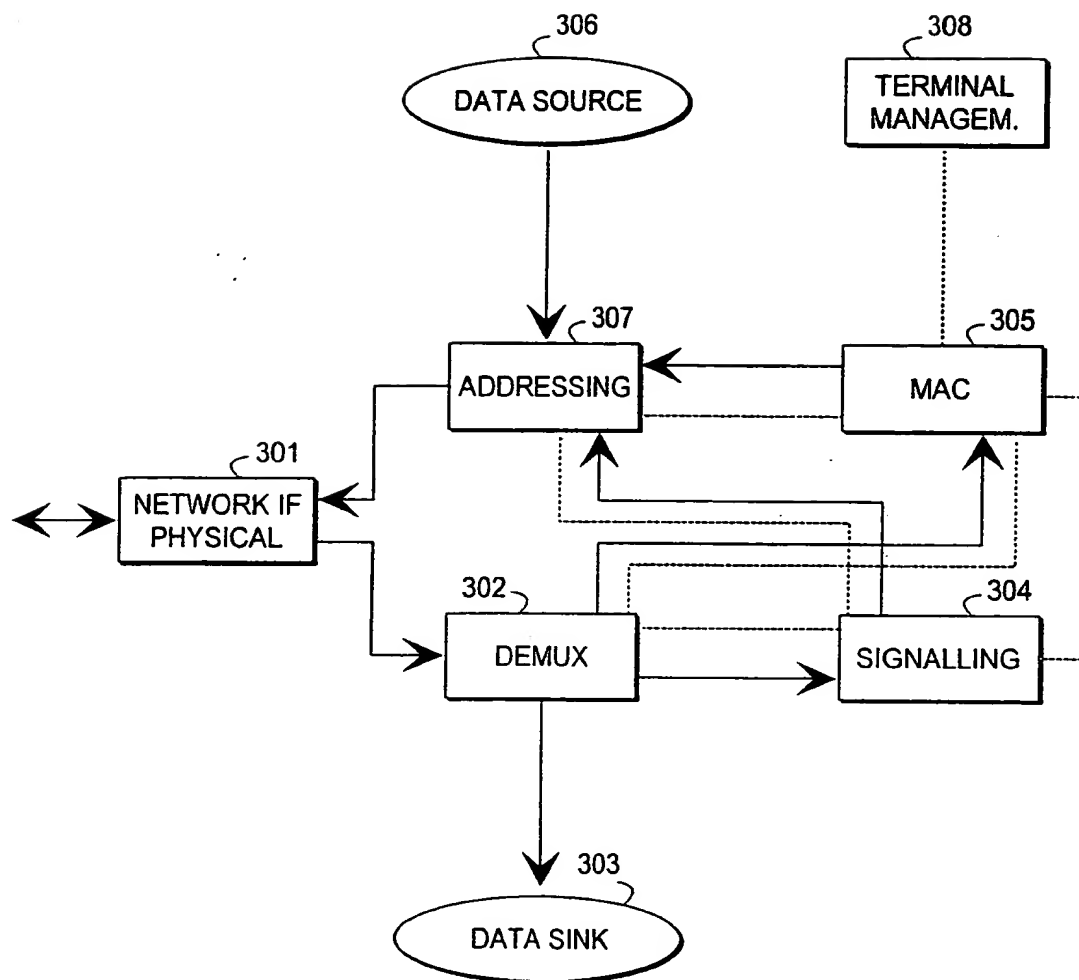 306
DATA SOURCE
308
TERMINAL
MANAGEM.
307
ADDRESSING
305
MAC
301
NETWORK IF
PHYSICAL
302
DEMUX
304
SIGNALLING
303
DATA SINK